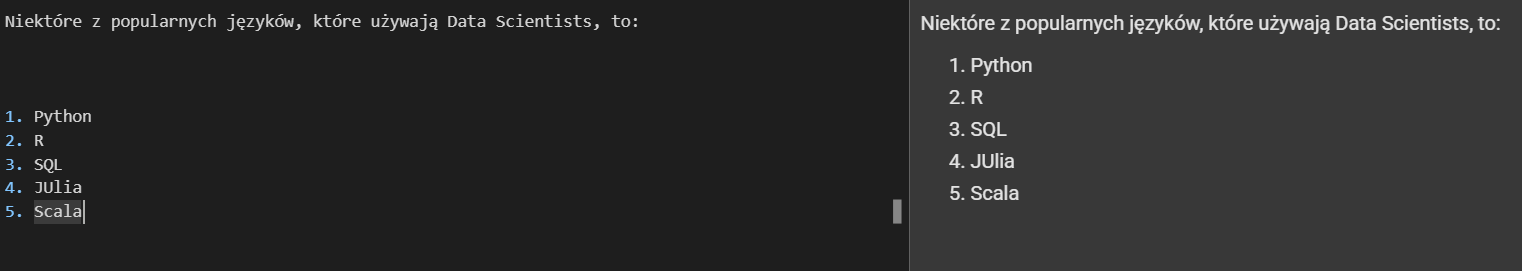 Niektóre z popularnych języków, które używają Data Scientists, to:
1. Python
2. R
3. SQL
4. JUlia
5. Scala
Niektóre z popularnych języków, które używają Data Scientists, to:
1. Python
2. R
3. SQL
4. JUlia
5. Scala